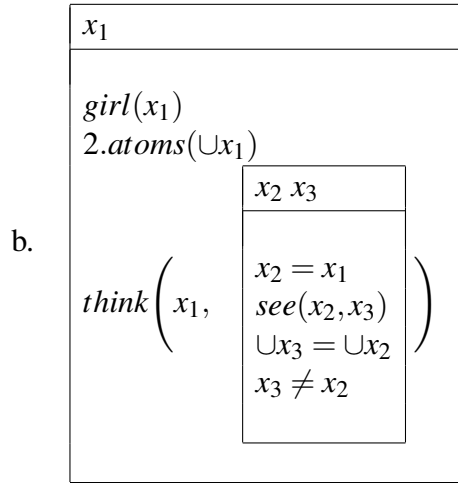 x₁
girl(x₁)
2.atoms(∪x₁)
x₂ x₃
b.
x₂ = x₁
think(x₁,
see(x₂,x₃)
)
∪x₃ = ∪x₂
x₃ ≠ x₂